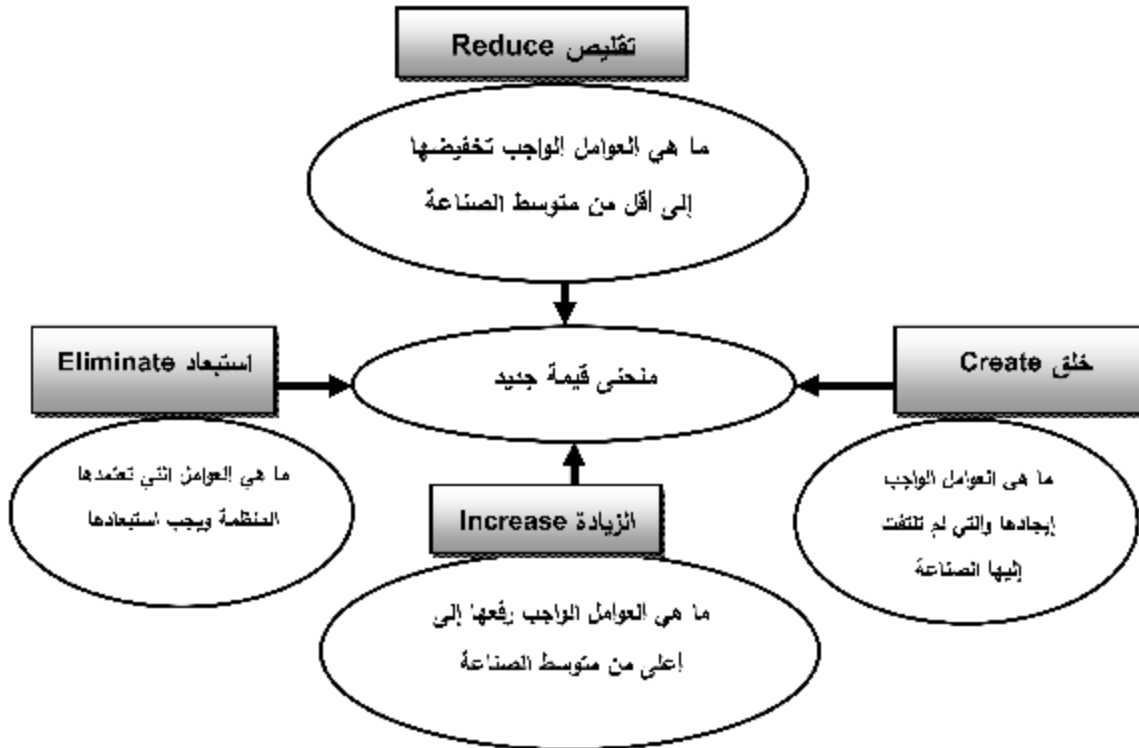 تقليص Reduce
ما هي العوامل الواجب تخفيضها
إلى أقل من متوسط الصناعة
خلق Create
ما هي العوامل الواجب
إيجادها والتي لم تلتفت
إليها الصناعة
منحنى قيمة جديد
استبعاد Eliminate
ما هي العوامل التي تعتمدها
المنظمة ويجب استبعادها
الزيادة Increase
ما هي العوامل الواجب رفعها إلى
أعلى من متوسط الصناعة